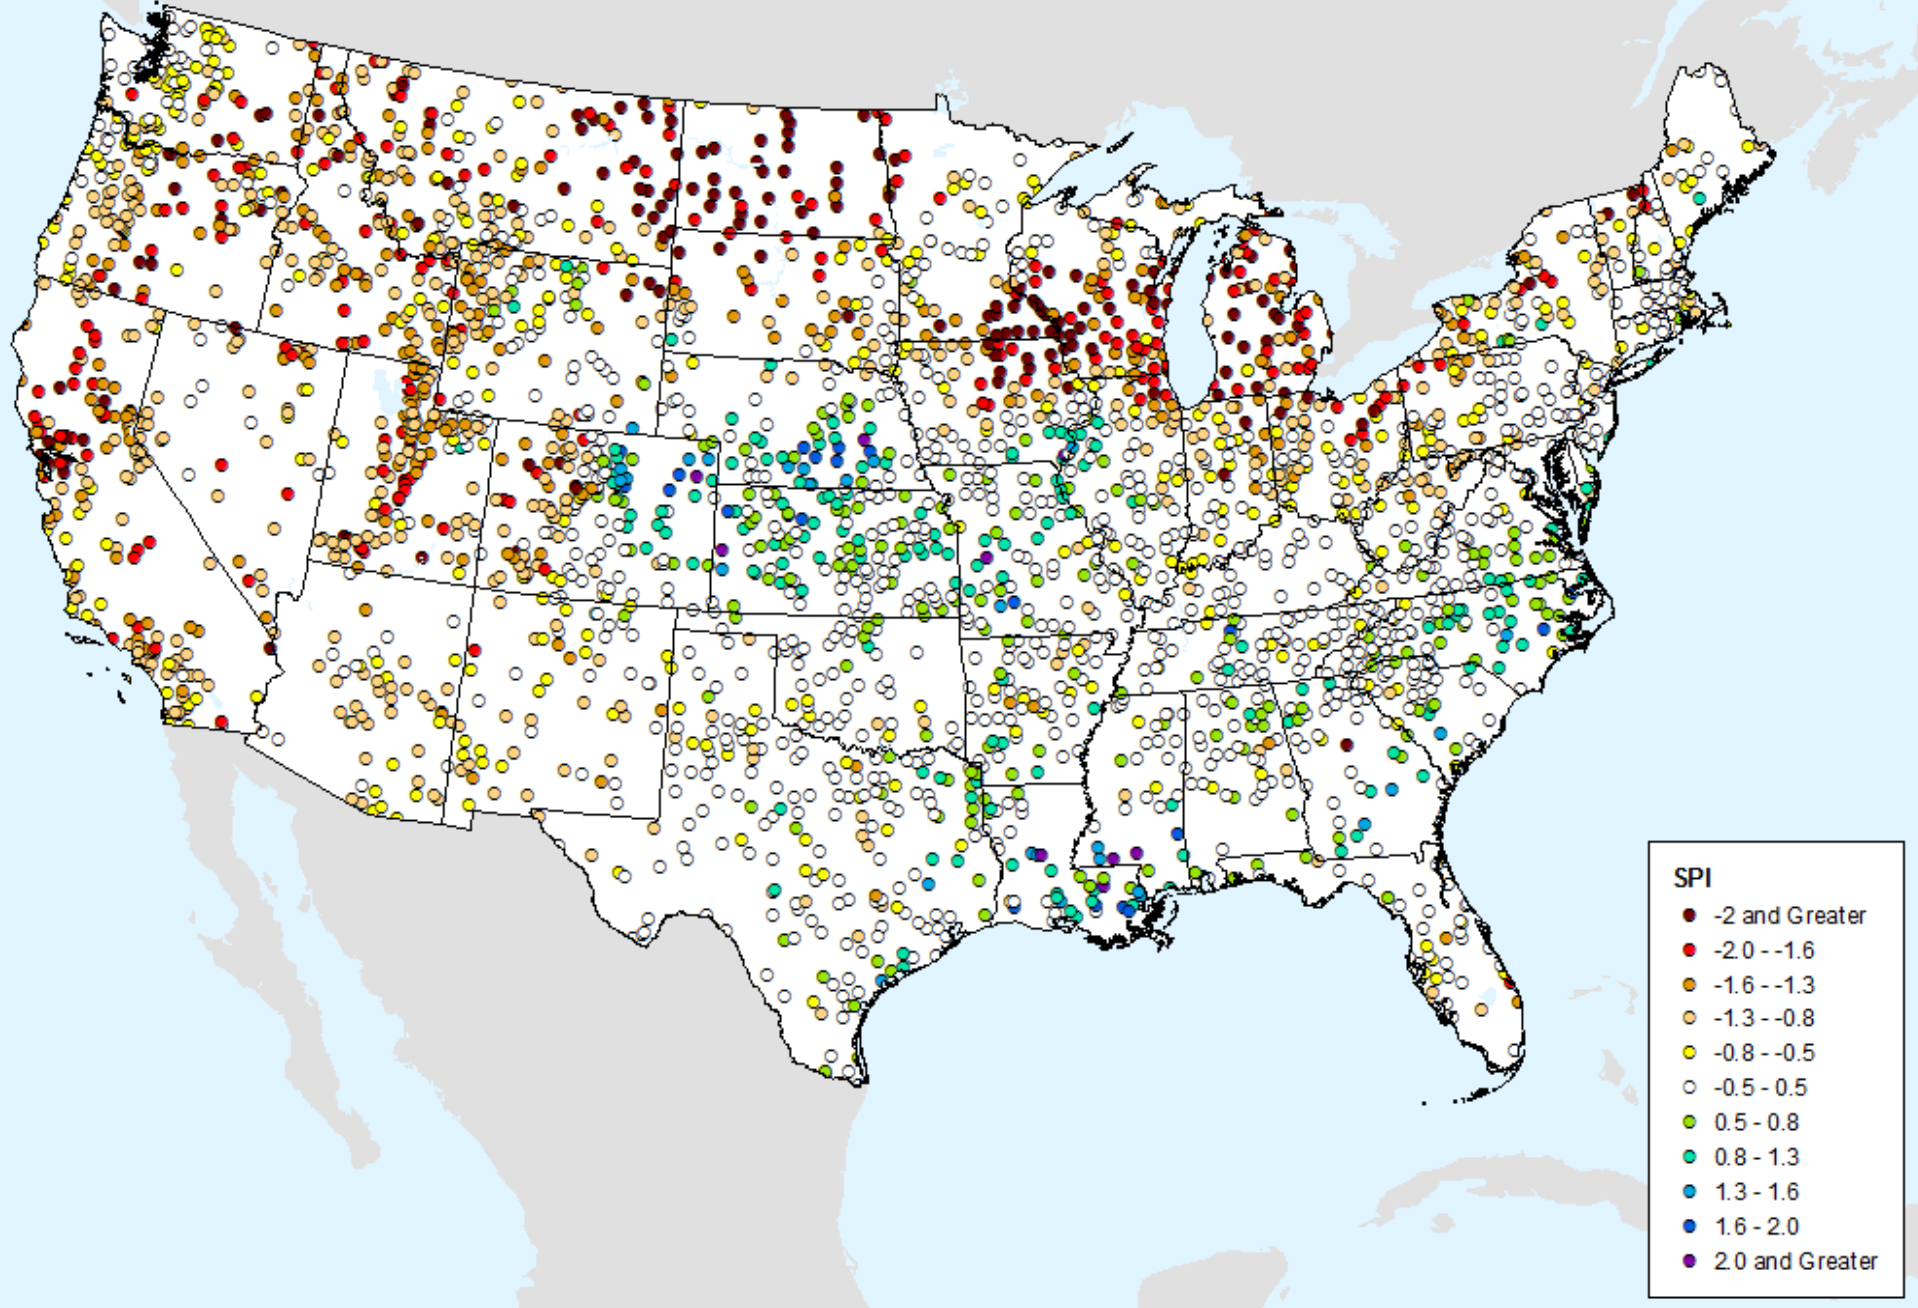 SPI
-2 and Greater
-2.0 - -1.6
-1.6 - -1.3
-1.3 - -0.8
-0.8 - -0.5
-0.5 - 0.5
0.5 - 0.8
0.8 - 1.3
1.3 - 1.6
1.6 - 2.0
2.0 and Greater